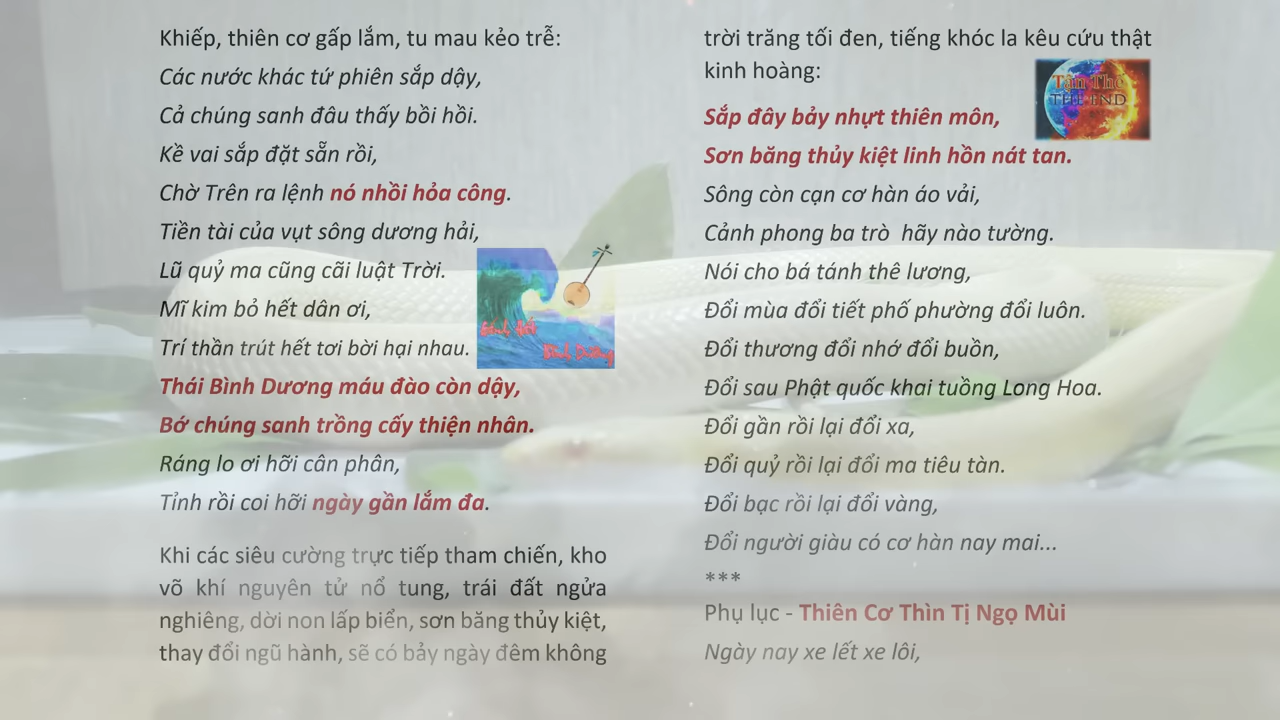 Khiếp, thiên cơ gấp lắm, tu mau kẻo trễ:
Các nước khác tứ phiên sắp dậy,
Cả chúng sanh đâu thấy bồi hồi.
Kề vai sắp đặt sẵn rồi,
Chờ Trên ra lệnh nó nhồi hỏa công.
Tiền tài của vụt sông dương hải,
Lũ quỷ ma cũng cãi luật Trời.
Mĩ kim bỏ hết dân ơi,
Trí thần trút hết tơi bời hại nhau.
Thái Bình Dương máu đào còn dậy,
Bớ chúng sanh trồng cấy thiện nhân.
Ráng lo ơi hỡi cân phân,
Tỉnh rồi coi hỡi ngày gần lắm đa.
Khi các siêu cường trực tiếp tham chiến, kho
võ khí nguyên tử nổ tung, trái đất ngửa
nghiêng, dời non lấp biển, sơn băng thủy kiệt,
thay đổi ngũ hành, sẽ có bảy ngày đêm không
trời trăng tối đen, tiếng khóc la kêu cứu thật
kinh hoàng:
Tận Thế
THE END
Sắp đây bảy nhựt thiên môn,
Sơn băng thủy kiệt linh hồn nát tan.
Sông còn cạn cơ hàn áo vải,
Cảnh phong ba trò hãy nào tường.
Nói cho bá tánh thê lương,
Đổi mùa đổi tiết phố phường đổi luôn.
Đổi thương đổi nhớ đổi buồn,
Đổi sau Phật quốc khai tuồng Long Hoa.
Đổi gần rồi lại đổi xa,
Đổi quỷ rồi lại đổi ma tiêu tàn.
Đổi bạc rồi lại đổi vàng,
Đổi người giàu có cơ hàn nay mai...
***
Phụ lục - Thiên Cơ Thìn Tị Ngọ Mùi
Ngày nay xe lết xe lôi,